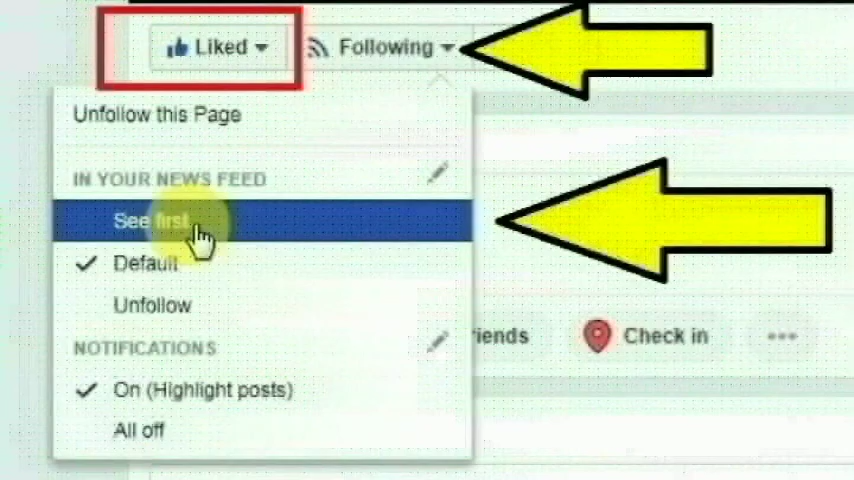 Liked Following
Unfollow this Page
IN YOUR NEWS FEED
See first
Default
Unfollow
riends Check in
NOTIFICATIONS
On (Highlight posts)
All off